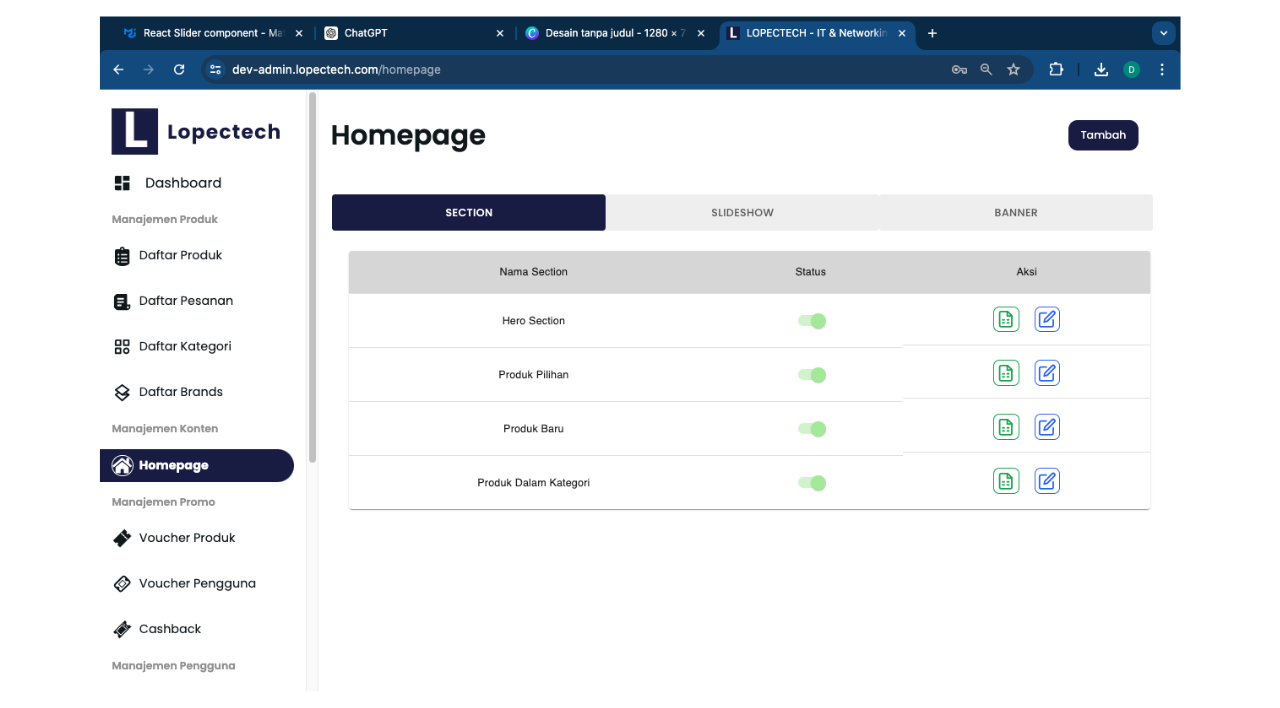 React Slider component - Ma
ChatGPT
Desain tanpa judul - 1280 × 7
LOPECTECH - IT & Networkin
dev-admin.lopectech.com/homepage
D
L Lopectech
Dashboard
Manajemen Produk
Daftar Produk
Daftar Pesanan
Daftar Kategori
Daftar Brands
Manajemen Konten
Homepage
Manajemen Promo
Voucher Produk
Voucher Pengguna
Cashback
Manajemen Pengguna
Homepage
Tambah
SECTION SLIDESHOW BANNER
Nama Section Status Aksi
Hero Section
Produk Pilihan
Produk Baru
Produk Dalam Kategori